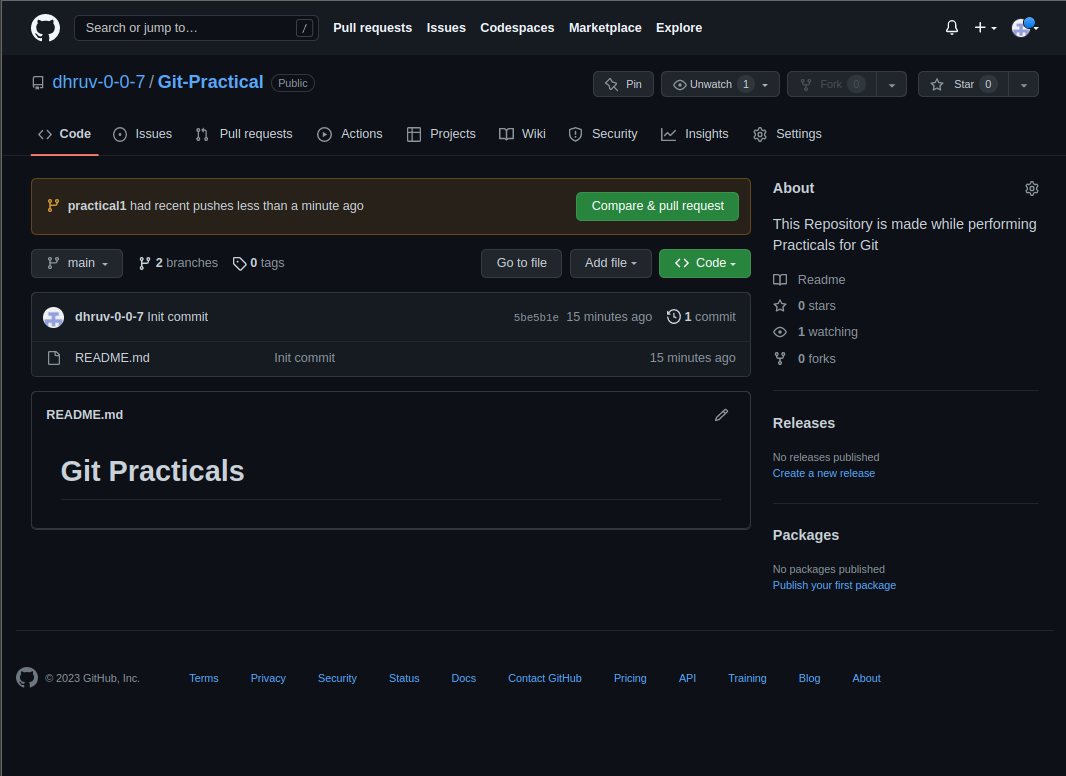 Search or jump to… / Pull requests Issues Codespaces Marketplace Explore
dhruv-0-0-7 / Git-Practical Public Pin Unwatch 1 Fork 0 Star 0
Code Issues Pull requests Actions Projects Wiki Security Insights Settings
practical1 had recent pushes less than a minute ago Compare & pull request
main 2 branches 0 tags Go to file Add file Code
dhruv-0-0-7 Init commit 5be5b1e 15 minutes ago 1 commit
README.md Init commit 15 minutes ago
README.md
Git Practicals
About
This Repository is made while performing
Practicals for Git
Readme
0 stars
1 watching
0 forks
Releases
No releases published
Create a new release
Packages
No packages published
Publish your first package
© 2023 GitHub, Inc. Terms Privacy Security Status Docs Contact GitHub Pricing API Training Blog About